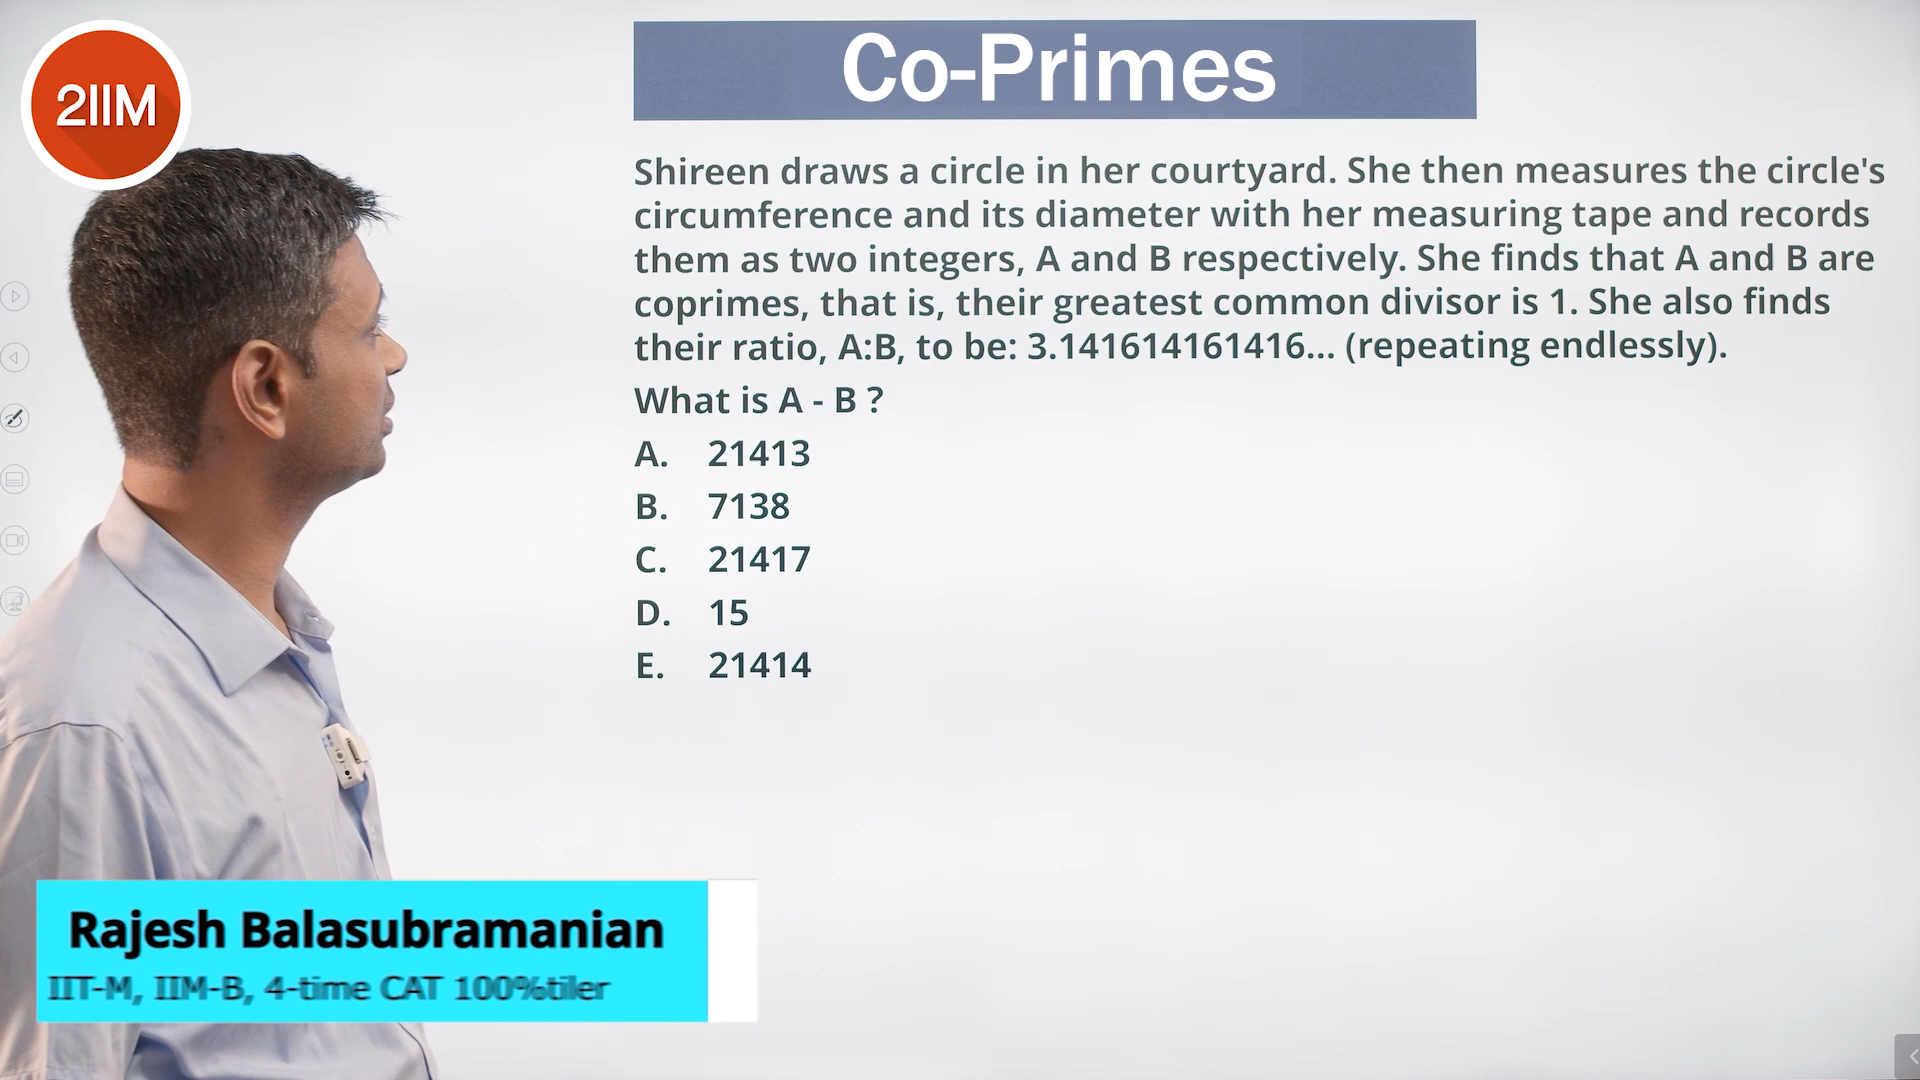 2IIM
Co-Primes
Shireen draws a circle in her courtyard. She then measures the circle's
circumference and its diameter with her measuring tape and records
them as two integers, A and B respectively. She finds that A and B are
coprimes, that is, their greatest common divisor is 1. She also finds
their ratio, A:B, to be: 3.141614161416... (repeating endlessly).
What is A - B ?
A. 21413
B. 7138
C. 21417
D. 15
E. 21414
Rajesh Balasubramanian
IIT-M, IIM-B, 4-time CAT 100%tiler